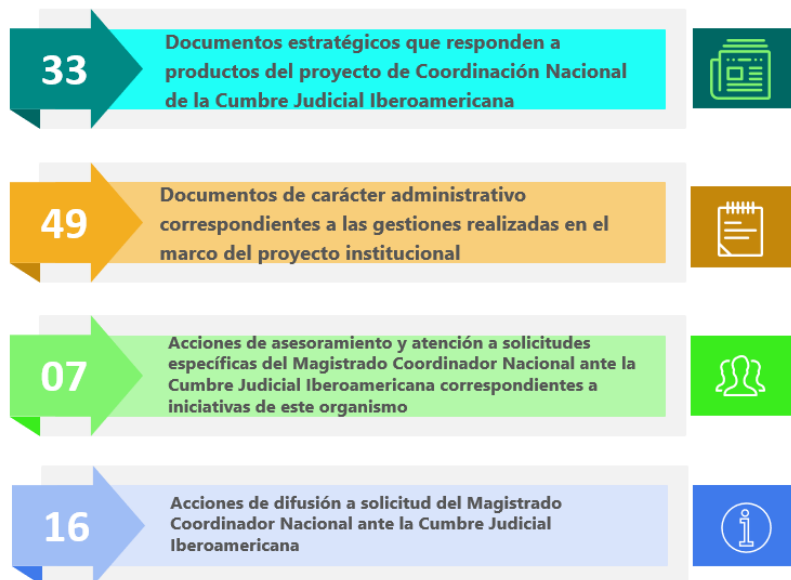 33
Documentos estratégicos que responden a
productos del proyecto de Coordinación Nacional
de la Cumbre Judicial Iberoamericana
49
Documentos de carácter administrativo
correspondientes a las gestiones realizadas en el
marco del proyecto institucional
07
Acciones de asesoramiento y atención a solicitudes
específicas del Magistrado Coordinador Nacional ante la
Cumbre Judicial Iberoamericana correspondientes a
iniciativas de este organismo
16
Acciones de difusión a solicitud del Magistrado
Coordinador Nacional ante la Cumbre Judicial
Iberoamericana